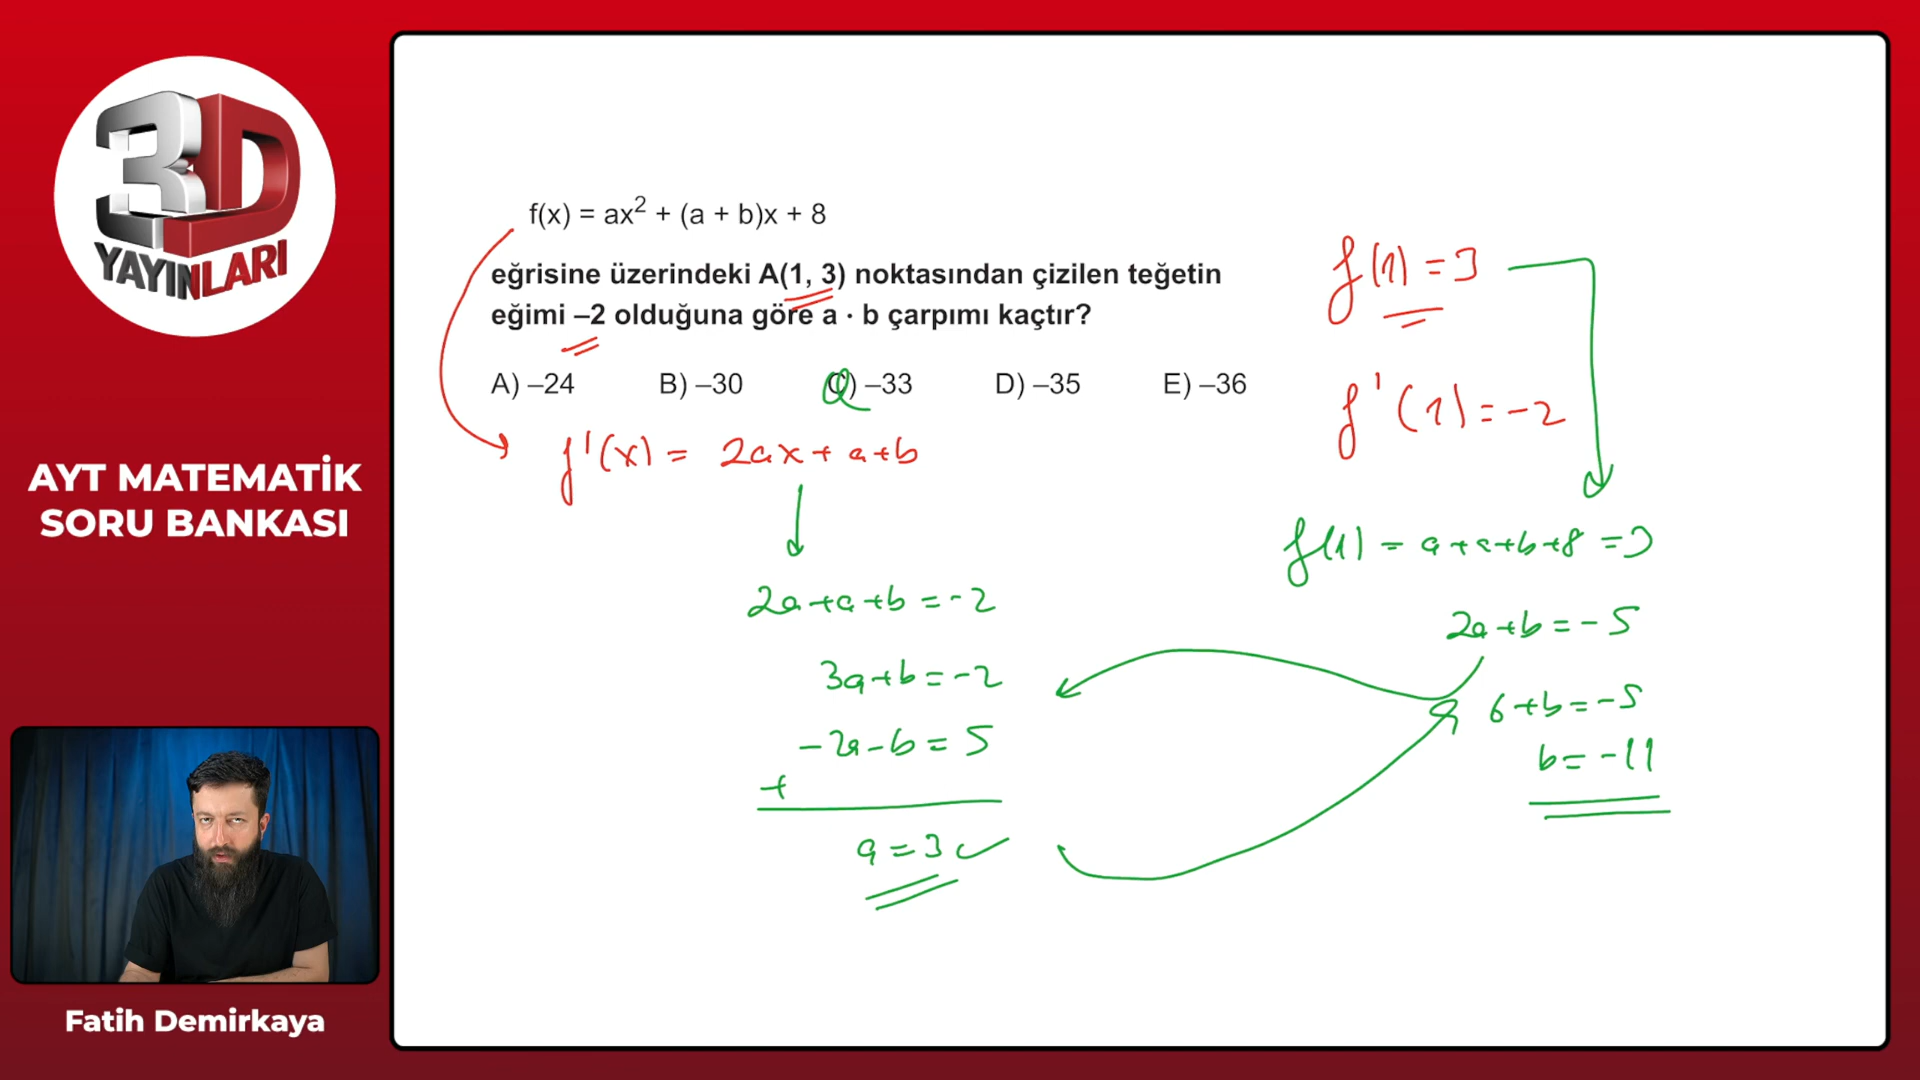 3D
YAYINLARI
AYT MATEMATİK
SORU BANKASI
Fatih Demirkaya
f(x) = ax² + (a + b)x + 8
eğrisine üzerindeki A(1, 3) noktasından çizilen teğetin
eğimi –2 olduğuna göre a · b çarpımı kaçtır?
A) –24 B) –30 C) –33 D) –35 E) –36
f'(x) = 2ax + a+b
2a+a+b = -2
3a+b = -2
-2a-b = 5
+
a = 3
f(1) = 3
f'(1) = -2
f(1) = a+a+b+8 = 3
2a+b = -5
6+b = -5
b = -11